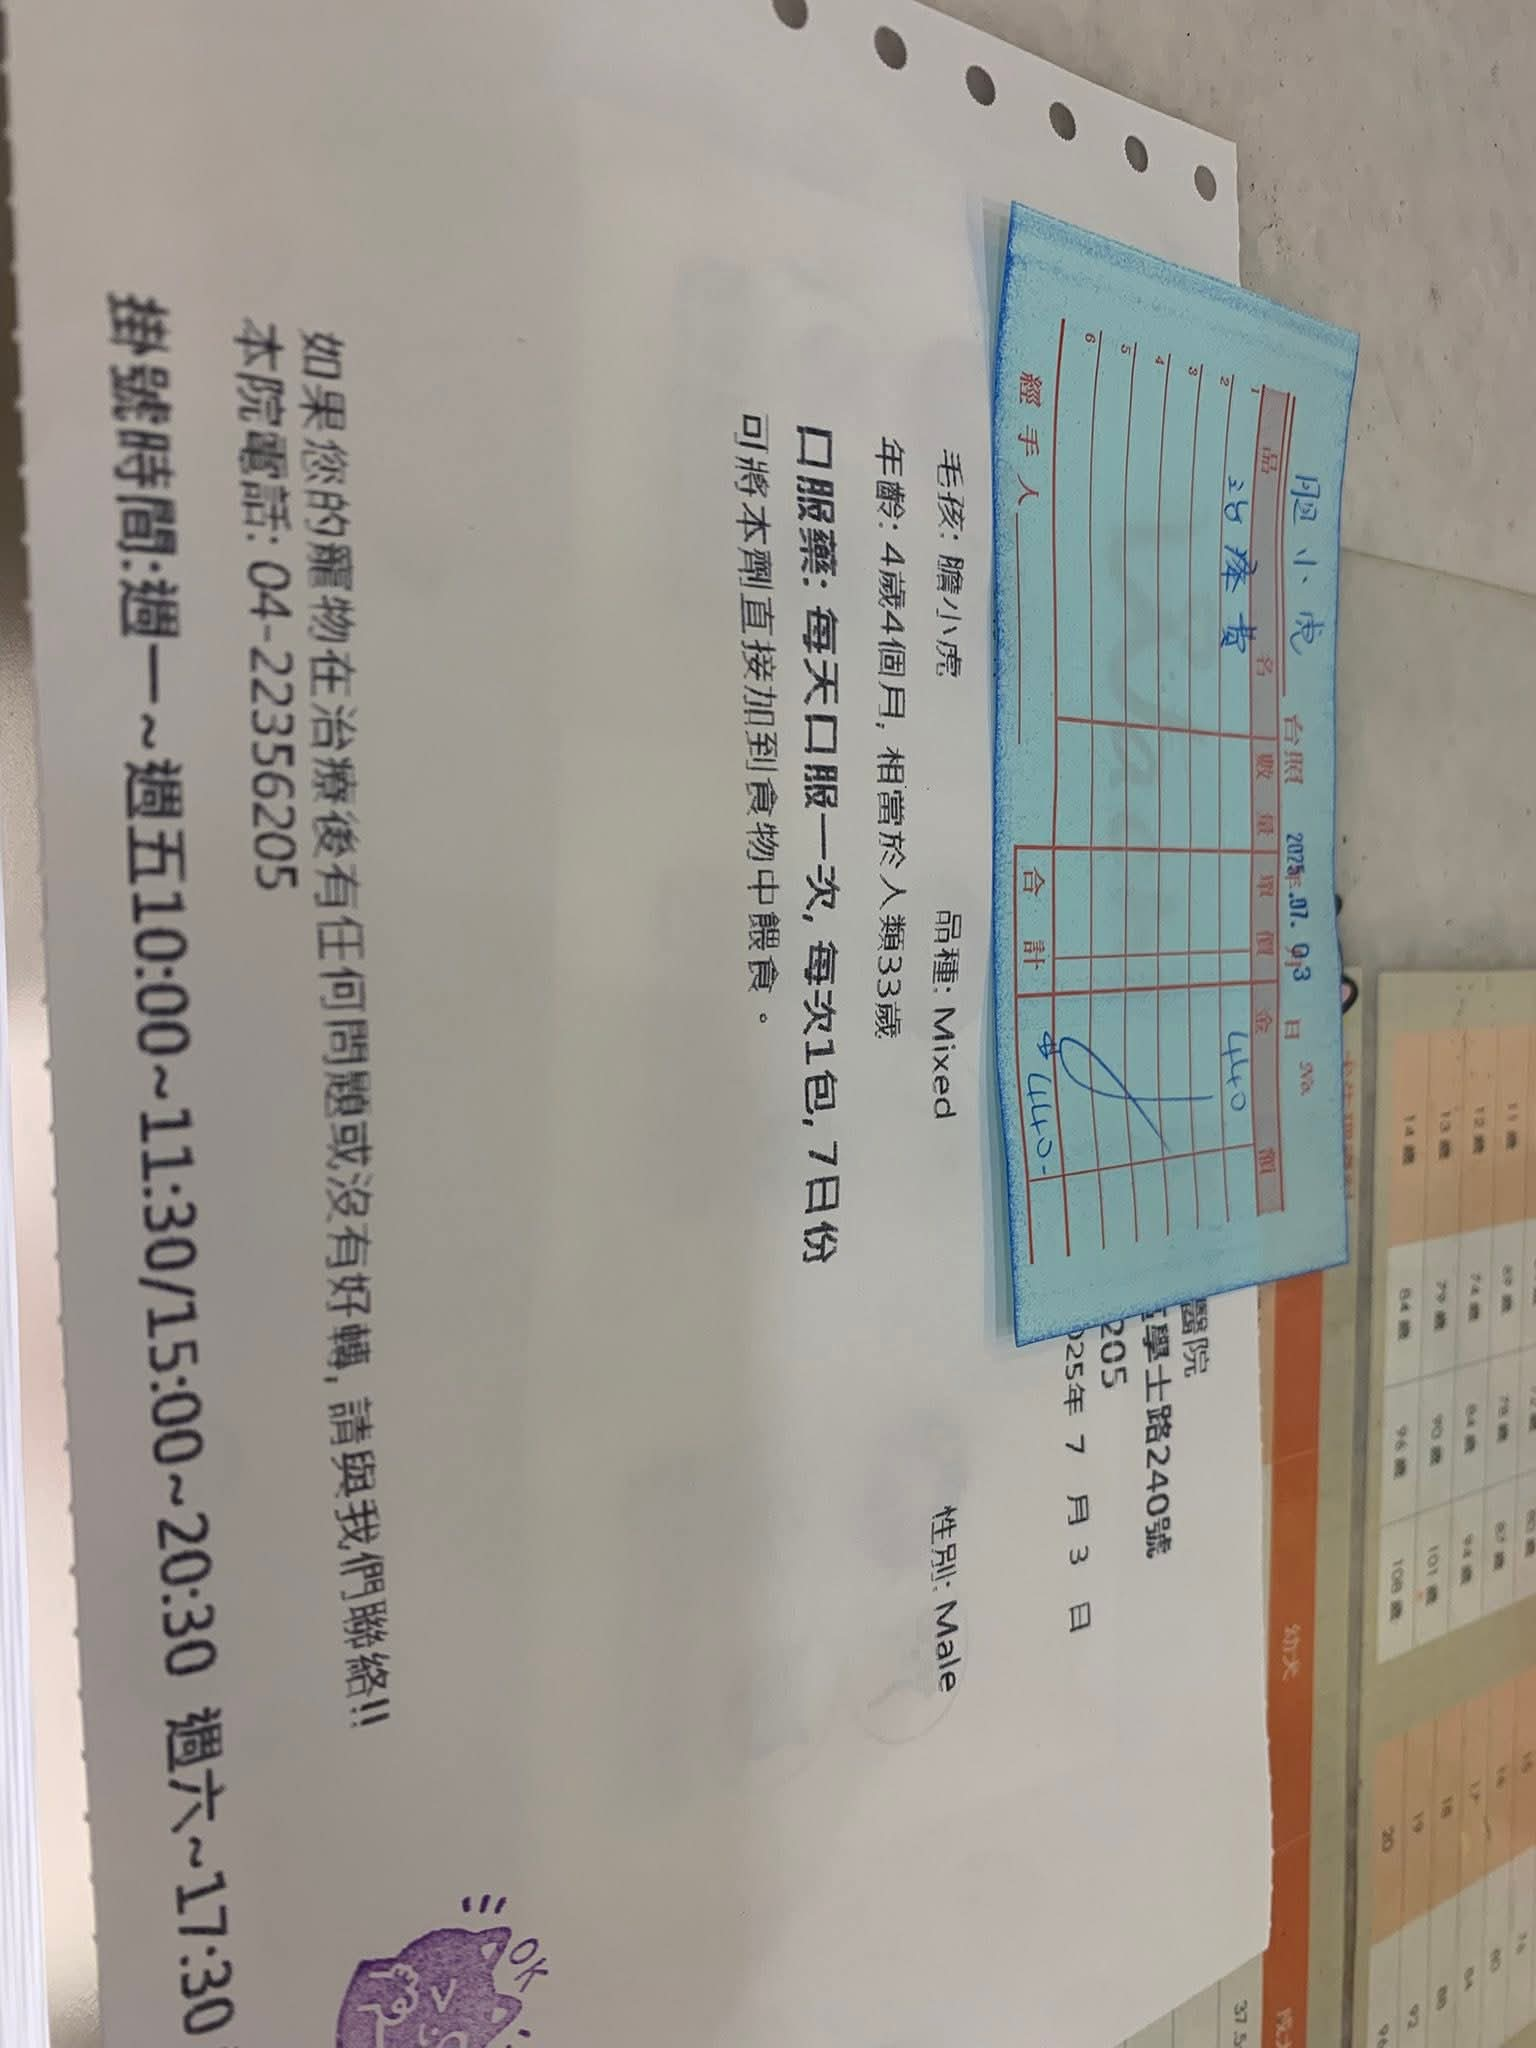 小虎 台照 2025年.07.月03 日 No.
品 名 數 量 單 價 金 額
1 治療費 440
2
3
4
5
6
經手人 合計 $440-
醫院
學士路240號
205
025年 7 月 3 日
毛孩: 膽小虎 品種: Mixed 性別: Male
年齡: 4歲4個月, 相當於人類33歲
口服藥: 每天口服一次, 每次1包, 7日份
可將本劑直接加到食物中餵食。
如果您的寵物在治療後有任何問題或沒有好轉, 請與我們聯絡!!!
本院電話: 04-22356205
掛號時間:週一~週五10:00~11:30/15:00~20:30 週六~17:30
OK
11歲
12歲 74歲 84歲 94歲
13歲 79歲 90歲 101歲
14歲 84歲 96歲 108歲
幼犬
15
16 80
17 84
18 88
19 92
20 96
37.5